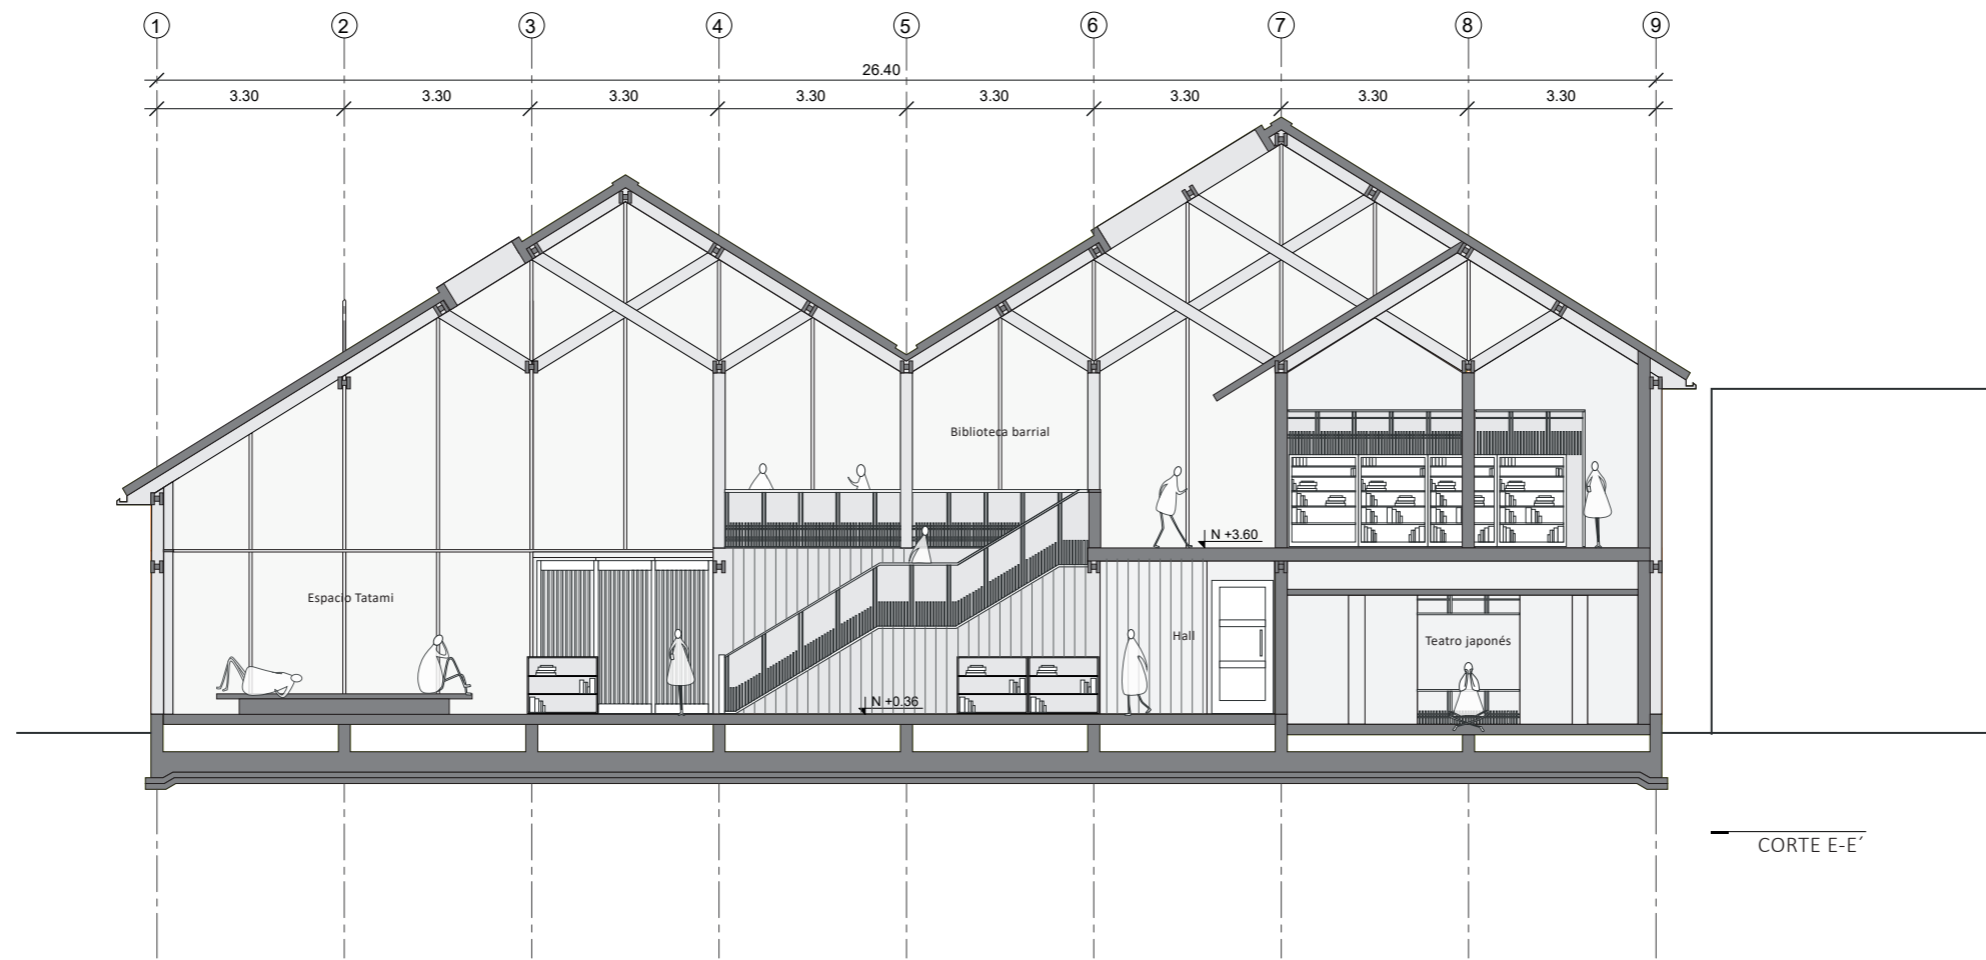 1 2 3 4 5 6 7 8 9
26.40
3.30 3.30 3.30 3.30 3.30 3.30 3.30 3.30
Biblioteca barrial
N +3.60
Espacio Tatami
Hall
Teatro japonés
N +0.36
CORTE E-E´